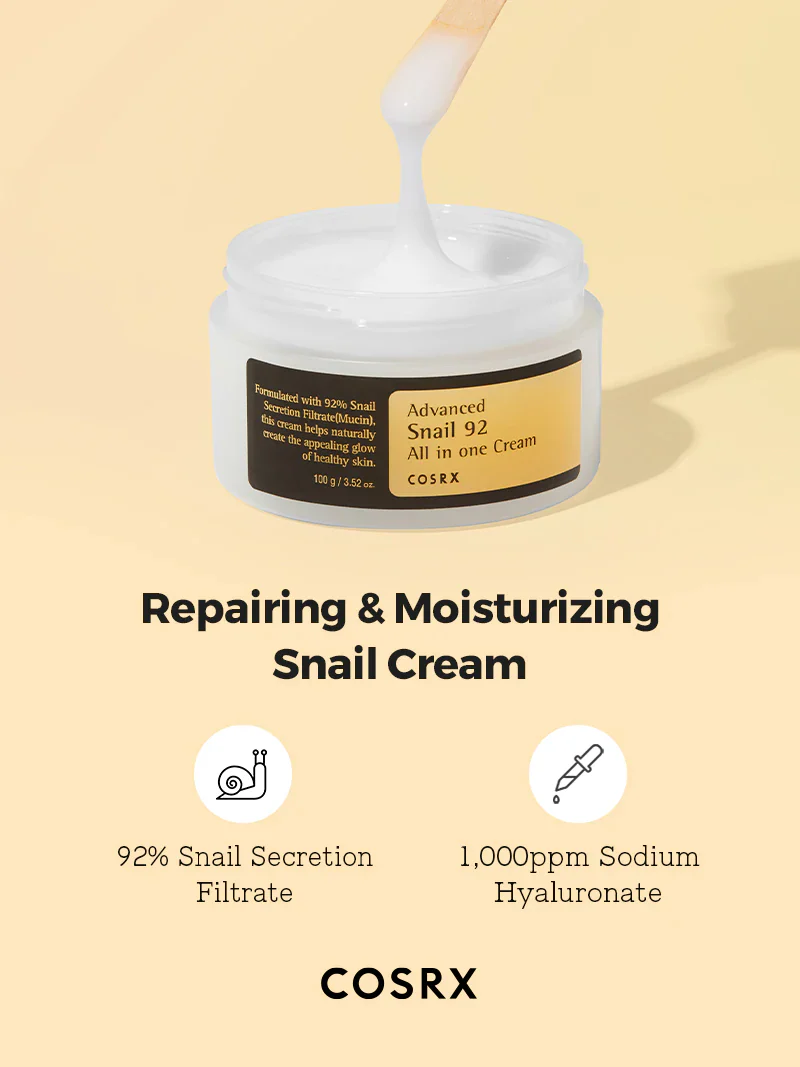 Formulated with 92% Snail
Secretion Filtrate(Mucin),
this cream helps naturally
create the appealing glow
of healthy skin.
100 g / 3.52 oz.
Advanced
Snail 92
All in one Cream
COSRX
Repairing & Moisturizing
Snail Cream
92% Snail Secretion
Filtrate
1,000ppm Sodium
Hyaluronate
COSRX